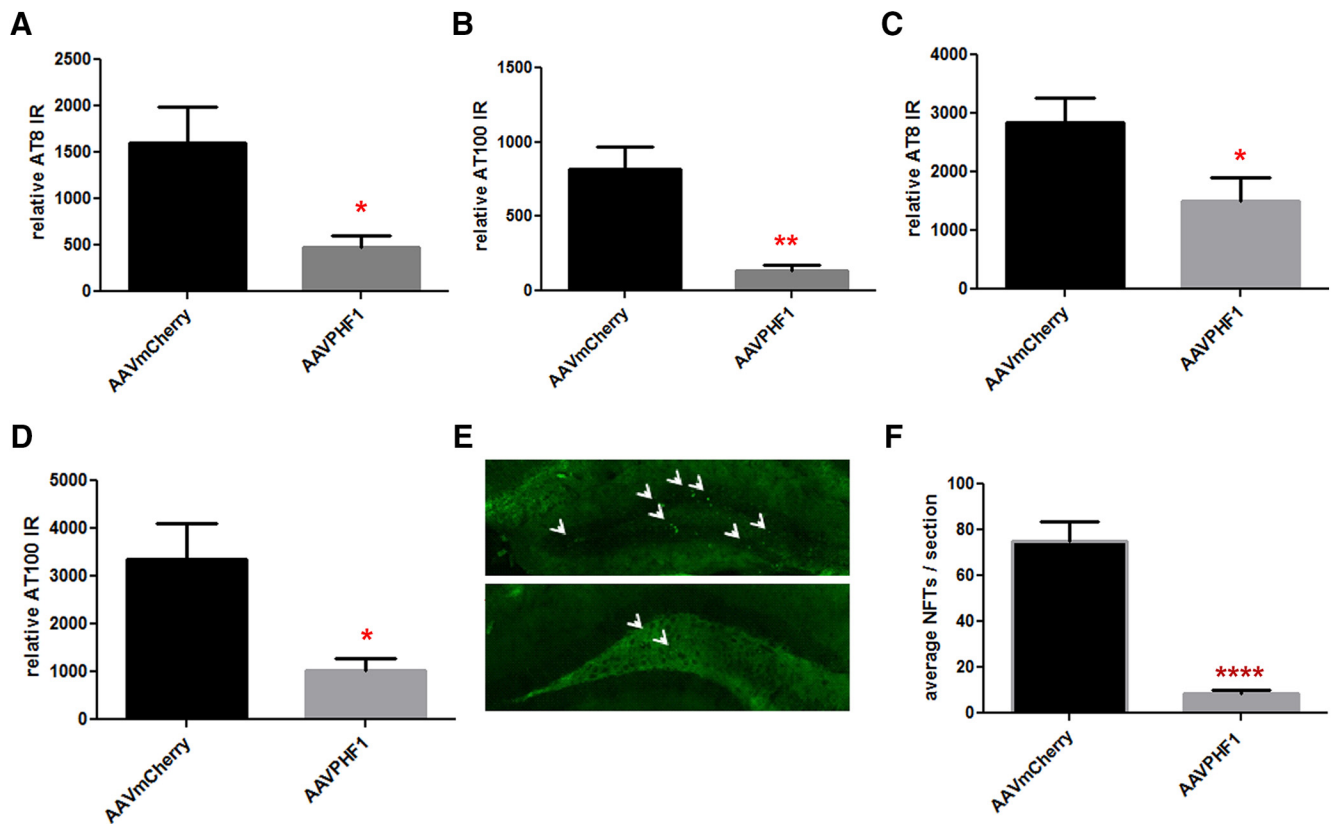 A
relative AT8 IR
2500
2000
1500
1000
500
0
*
AAVmCherry
AAVPHF1
B
relative AT100 IR
1500
1000
500
0
**
AAVmCherry
AAVPHF1
C
relative AT8 IR
4000
3000
2000
1000
0
*
AAVmCherry
AAVPHF1
D
relative AT100 IR
5000
4000
3000
2000
1000
0
*
AAVmCherry
AAVPHF1
E
F
average NFTs / section
100
80
60
40
20
0
****
AAVmCherry
AAVPHF1